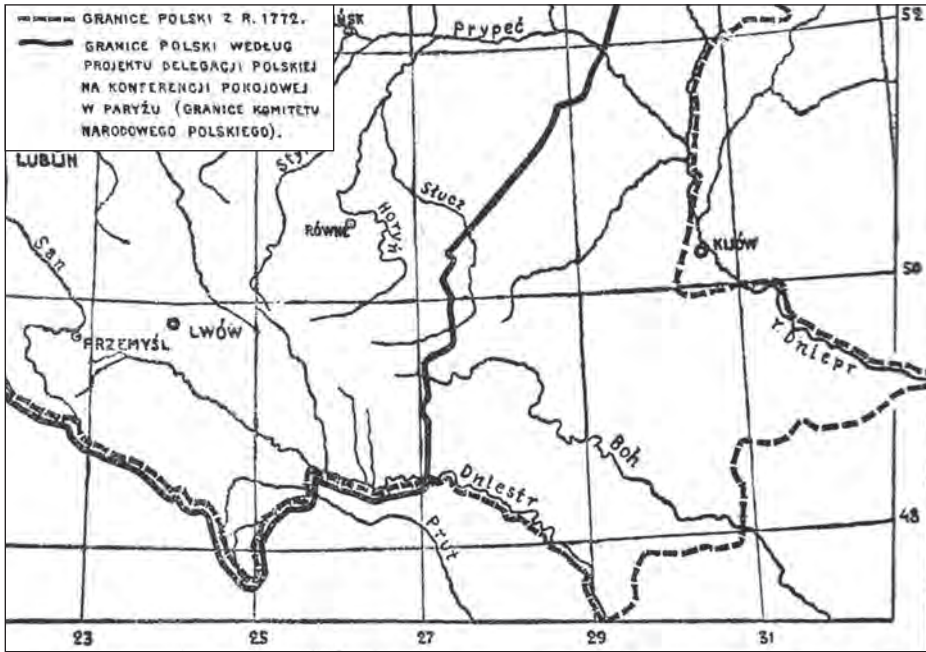 GRANICE POLSKI Z R. 1772.
GRANICE POLSKI WEDŁUG
PROJEKTU DELEGACJI POLSKIEJ
NA KONFERENCJI POKOJOWEJ
W PARYŻU (GRANICE KOMITETU
NARODOWEGO POLSKIEGO).
ŃSK
Prypeć
52
LUBLIN
Sty
Słucz
RÓWNE
Horyń
KIJÓW
San
50
LWÓW
PRZEMYŚL
r. Dniepr
Boh
Dniestr
Prut
48
23
25
27
29
31